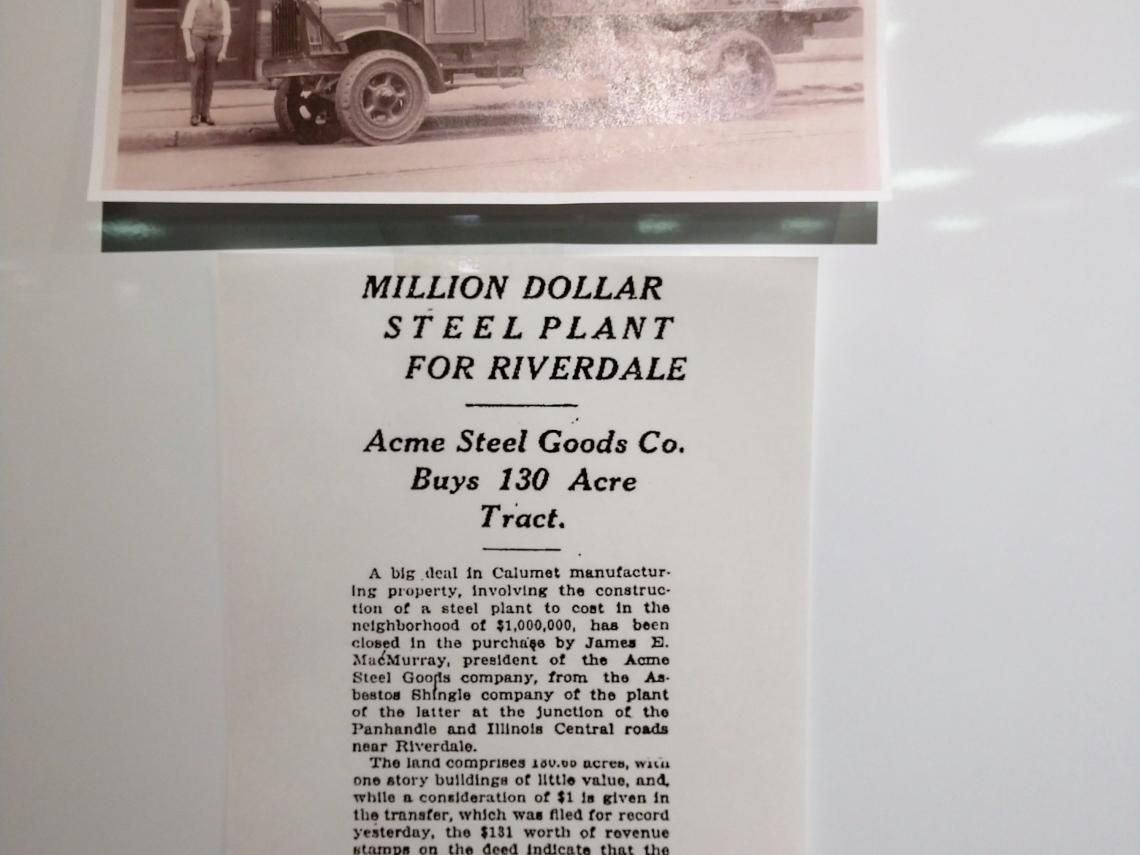 MILLION DOLLAR
STEEL PLANT
FOR RIVERDALE
Acme Steel Goods Co.
Buys 130 Acre
Tract.
A big deal in Calumet manufactur-
ing property, involving the construc-
tion of a steel plant to cost in the
neighborhood of $1,000,000, has been
closed in the purchase by James E.
MacMurray, president of the Acme
Steel Goods company, from the As-
bestos Shingle company of the plant
of the latter at the junction of the
Panhandle and Illinois Central roads
near Riverdale.
The land comprises acres, with
one story buildings of little value, and,
while a consideration of $1 is given in
the transfer, which was filed for record
yesterday, the $131 worth of revenue
stamps on the deed indicate that the